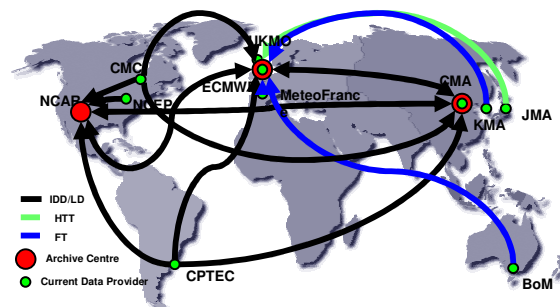 UKMO
CMC
CMA
ECMWF
NCAR
NCEP
MeteoFranc
JMA
KMA
IDD/LD
HTT
FT
Archive Centre
Current Data Provider
CPTEC
BoM